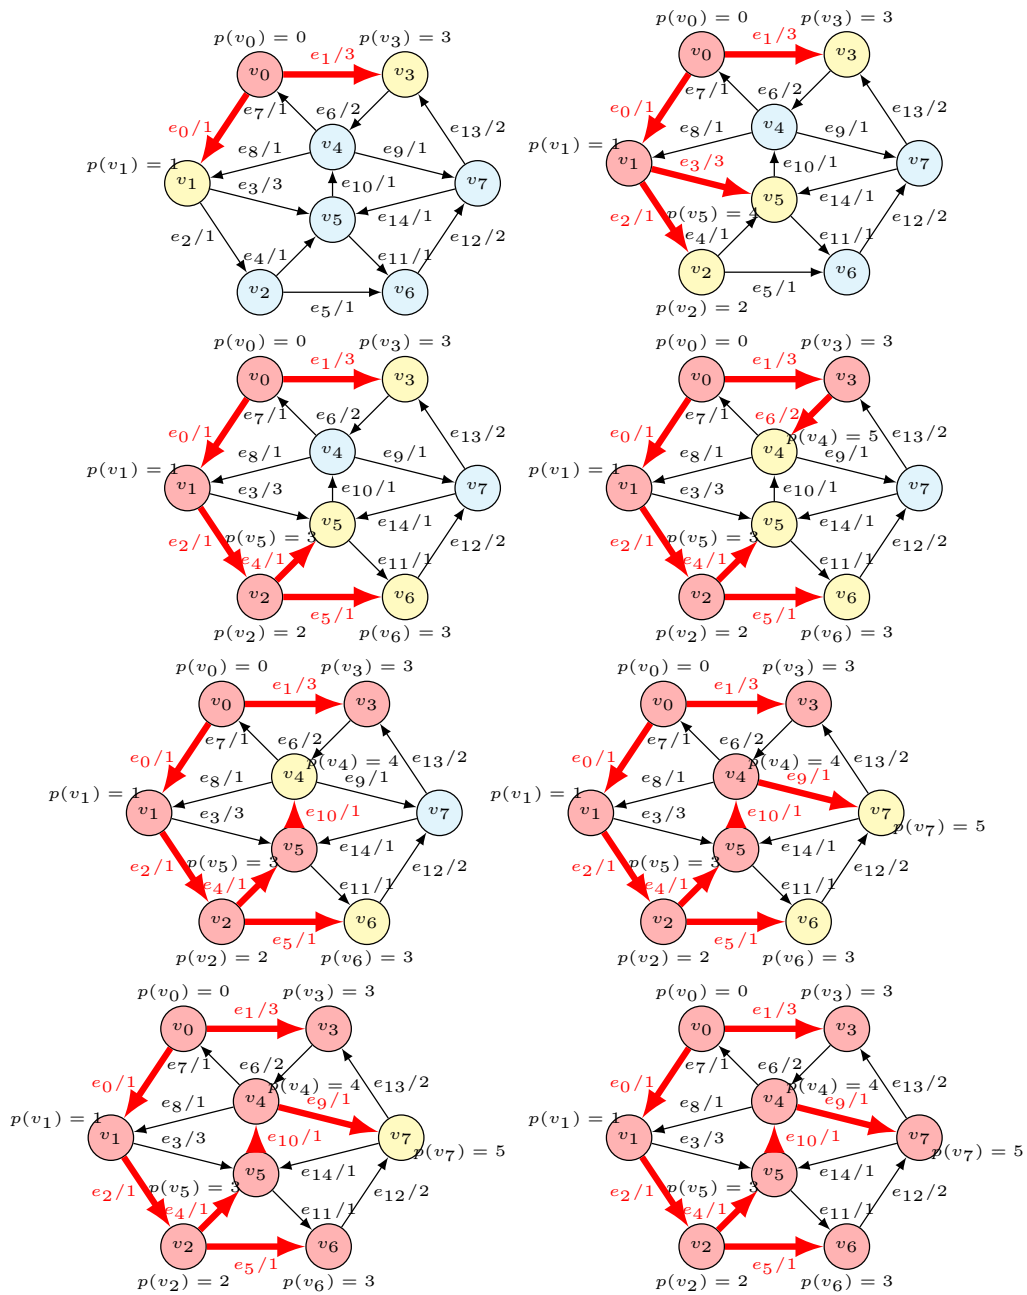 p(v0) = 0 p(v3) = 3
v0 e1/3 v3
e0/1 e7/1 e6/2 e13/2
p(v1) = 1 e8/1 v4 e9/1
v1 e3/3 e10/1 v7
e2/1 v5 e14/1
e4/1 e11/1 e12/2
v2 e5/1 v6
p(v0) = 0 p(v3) = 3
v0 e1/3 v3
e0/1 e7/1 e6/2 e13/2
p(v1) = 1 e8/1 v4 e9/1
v1 e3/3 e10/1 v7
e2/1 p(v5) = 4 v5 e14/1
e4/1 e11/1 e12/2
v2 e5/1 v6
p(v2) = 2
p(v0) = 0 p(v3) = 3
v0 e1/3 v3
e0/1 e7/1 e6/2 e13/2
p(v1) = 1 e8/1 v4 e9/1
v1 e3/3 e10/1 v7
e2/1 p(v5) = 3 v5 e14/1
e4/1 e11/1 e12/2
v2 e5/1 v6
p(v2) = 2 p(v6) = 3
p(v0) = 0 p(v3) = 3
v0 e1/3 v3
e0/1 e7/1 e6/2 e13/2
p(v1) = 1 e8/1 v4 p(v4) = 5 e9/1
v1 e3/3 e10/1 v7
e2/1 p(v5) = 3 v5 e14/1
e4/1 e11/1 e12/2
v2 e5/1 v6
p(v2) = 2 p(v6) = 3
p(v0) = 0 p(v3) = 3
v0 e1/3 v3
e0/1 e7/1 e6/2 e13/2
p(v1) = 1 e8/1 v4 p(v4) = 4 e9/1
v1 e3/3 e10/1 v7
e2/1 p(v5) = 3 v5 e14/1
e4/1 e11/1 e12/2
v2 e5/1 v6
p(v2) = 2 p(v6) = 3
p(v0) = 0 p(v3) = 3
v0 e1/3 v3
e0/1 e7/1 e6/2 e13/2
p(v1) = 1 e8/1 v4 p(v4) = 4 e9/1
v1 e3/3 e10/1 v7 p(v7) = 5
e2/1 p(v5) = 3 v5 e14/1
e4/1 e11/1 e12/2
v2 e5/1 v6
p(v2) = 2 p(v6) = 3
p(v0) = 0 p(v3) = 3
v0 e1/3 v3
e0/1 e7/1 e6/2 e13/2
p(v1) = 1 e8/1 v4 p(v4) = 4 e9/1
v1 e3/3 e10/1 v7 p(v7) = 5
e2/1 p(v5) = 3 v5 e14/1
e4/1 e11/1 e12/2
v2 e5/1 v6
p(v2) = 2 p(v6) = 3
p(v0) = 0 p(v3) = 3
v0 e1/3 v3
e0/1 e7/1 e6/2 e13/2
p(v1) = 1 e8/1 v4 p(v4) = 4 e9/1
v1 e3/3 e10/1 v7 p(v7) = 5
e2/1 p(v5) = 3 v5 e14/1
e4/1 e11/1 e12/2
v2 e5/1 v6
p(v2) = 2 p(v6) = 3